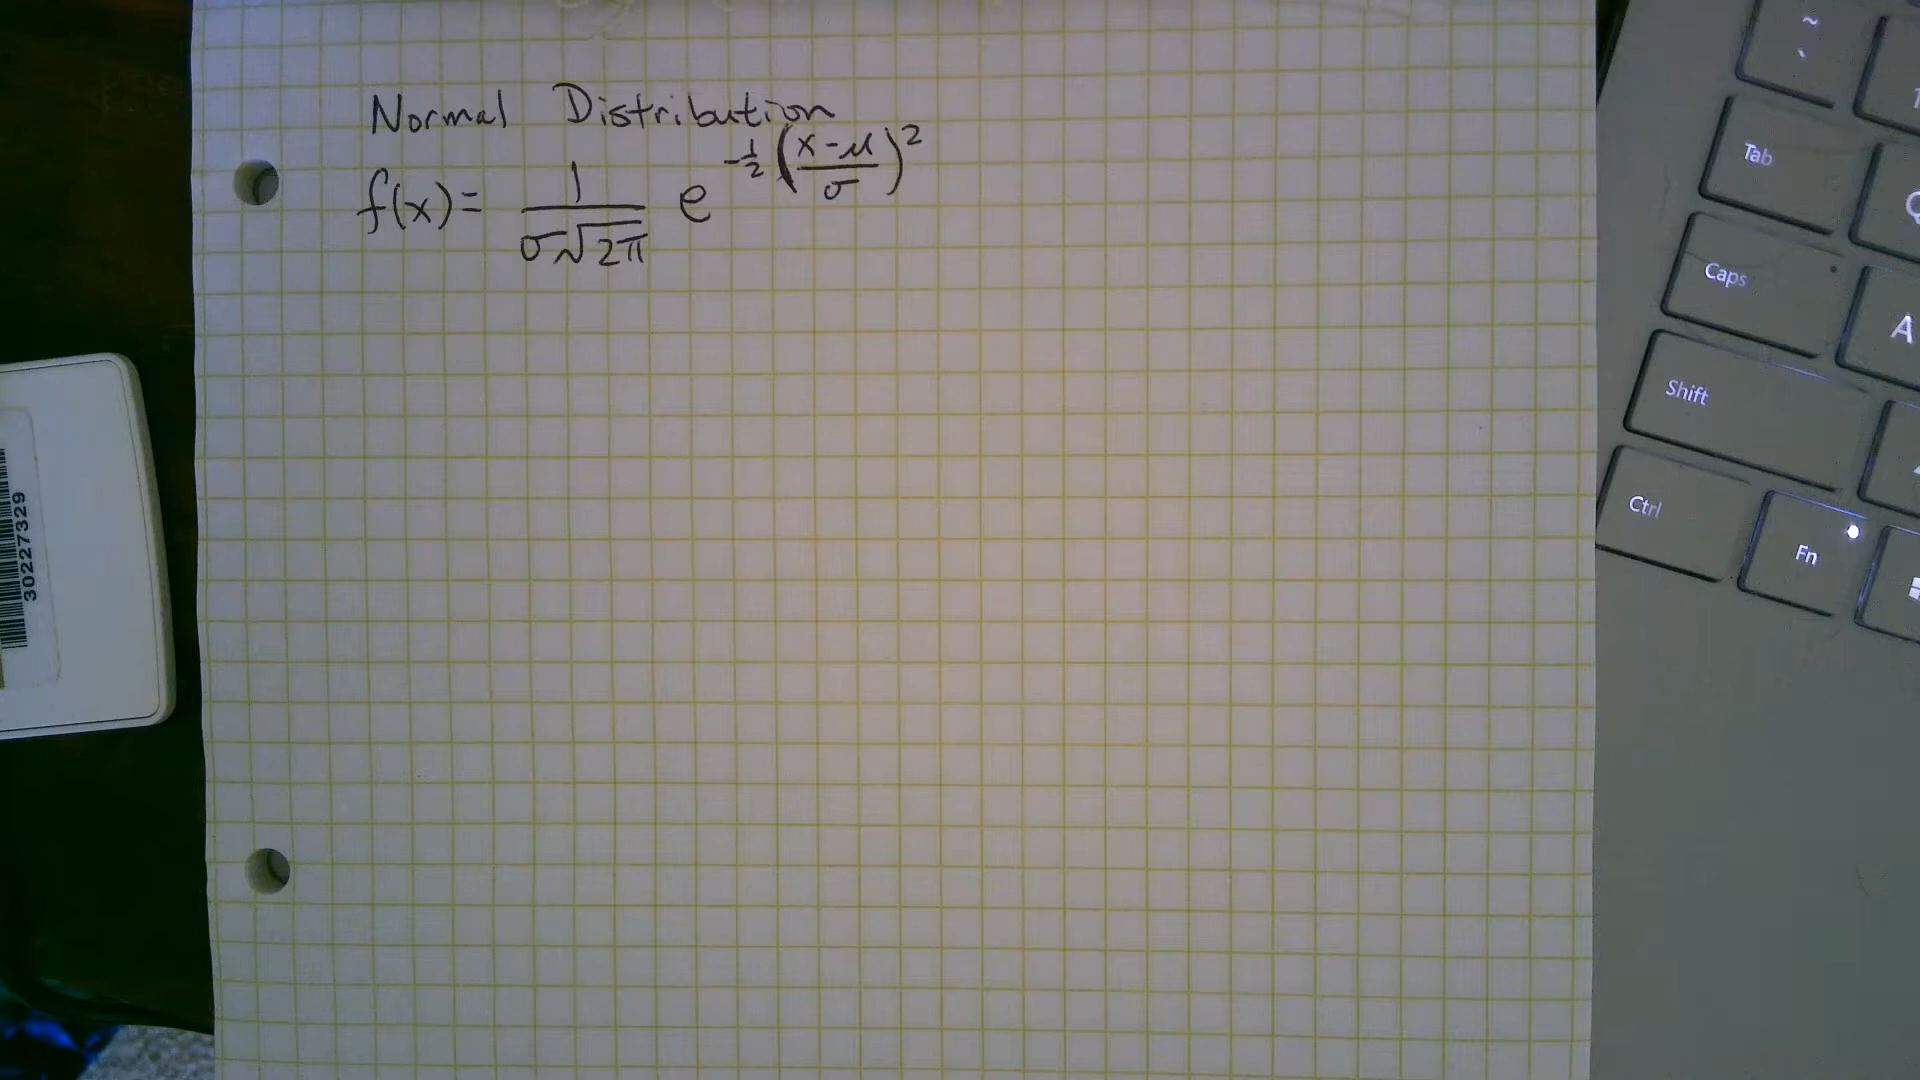 Normal Distribution
f(x) = 1/(σ√(2π)) e^(-1/2 ((x-μ)/σ)^2)
~
`
Tab
Q
Caps
A
Shift
Ctrl
Fn
30227329